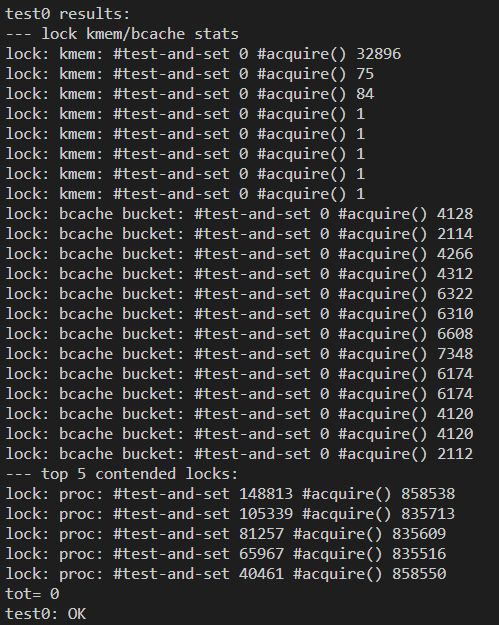 test0 results:
--- lock kmem/bcache stats
lock: kmem: #test-and-set 0 #acquire() 32896
lock: kmem: #test-and-set 0 #acquire() 75
lock: kmem: #test-and-set 0 #acquire() 84
lock: kmem: #test-and-set 0 #acquire() 1
lock: kmem: #test-and-set 0 #acquire() 1
lock: kmem: #test-and-set 0 #acquire() 1
lock: kmem: #test-and-set 0 #acquire() 1
lock: kmem: #test-and-set 0 #acquire() 1
lock: bcache bucket: #test-and-set 0 #acquire() 4128
lock: bcache bucket: #test-and-set 0 #acquire() 2114
lock: bcache bucket: #test-and-set 0 #acquire() 4266
lock: bcache bucket: #test-and-set 0 #acquire() 4312
lock: bcache bucket: #test-and-set 0 #acquire() 6322
lock: bcache bucket: #test-and-set 0 #acquire() 6310
lock: bcache bucket: #test-and-set 0 #acquire() 6608
lock: bcache bucket: #test-and-set 0 #acquire() 7348
lock: bcache bucket: #test-and-set 0 #acquire() 6174
lock: bcache bucket: #test-and-set 0 #acquire() 6174
lock: bcache bucket: #test-and-set 0 #acquire() 4120
lock: bcache bucket: #test-and-set 0 #acquire() 4120
lock: bcache bucket: #test-and-set 0 #acquire() 2112
--- top 5 contended locks:
lock: proc: #test-and-set 148813 #acquire() 858538
lock: proc: #test-and-set 105339 #acquire() 835713
lock: proc: #test-and-set 81257 #acquire() 835609
lock: proc: #test-and-set 65967 #acquire() 835516
lock: proc: #test-and-set 40461 #acquire() 858550
tot= 0
test0: OK